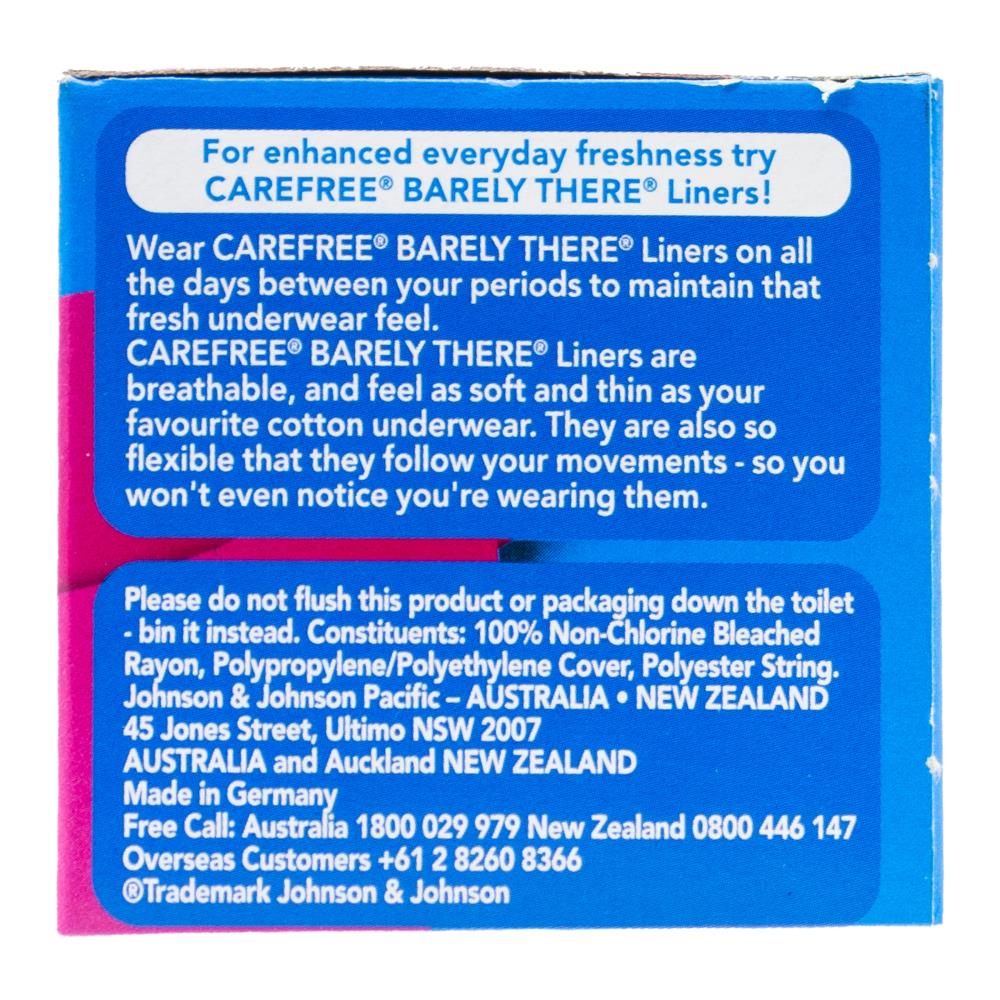 For enhanced everyday freshness try
CAREFREE® BARELY THERE® Liners!
Wear CAREFREE® BARELY THERE® Liners on all
the days between your periods to maintain that
fresh underwear feel.
CAREFREE® BARELY THERE® Liners are
breathable, and feel as soft and thin as your
favourite cotton underwear. They are also so
flexible that they follow your movements - so you
won't even notice you're wearing them.
Please do not flush this product or packaging down the toilet
- bin it instead. Constituents: 100% Non-Chlorine Bleached
Rayon, Polypropylene/Polyethylene Cover, Polyester String.
Johnson & Johnson Pacific – AUSTRALIA • NEW ZEALAND
45 Jones Street, Ultimo NSW 2007
AUSTRALIA and Auckland NEW ZEALAND
Made in Germany
Free Call: Australia 1800 029 979 New Zealand 0800 446 147
Overseas Customers +61 2 8260 8366
®Trademark Johnson & Johnson